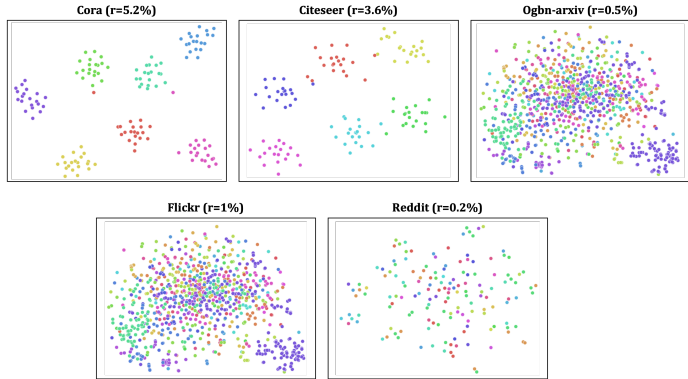 Cora (r=5.2%)
Citeseer (r=3.6%)
Ogbn-arxiv (r=0.5%)
Flickr (r=1%)
Reddit (r=0.2%)